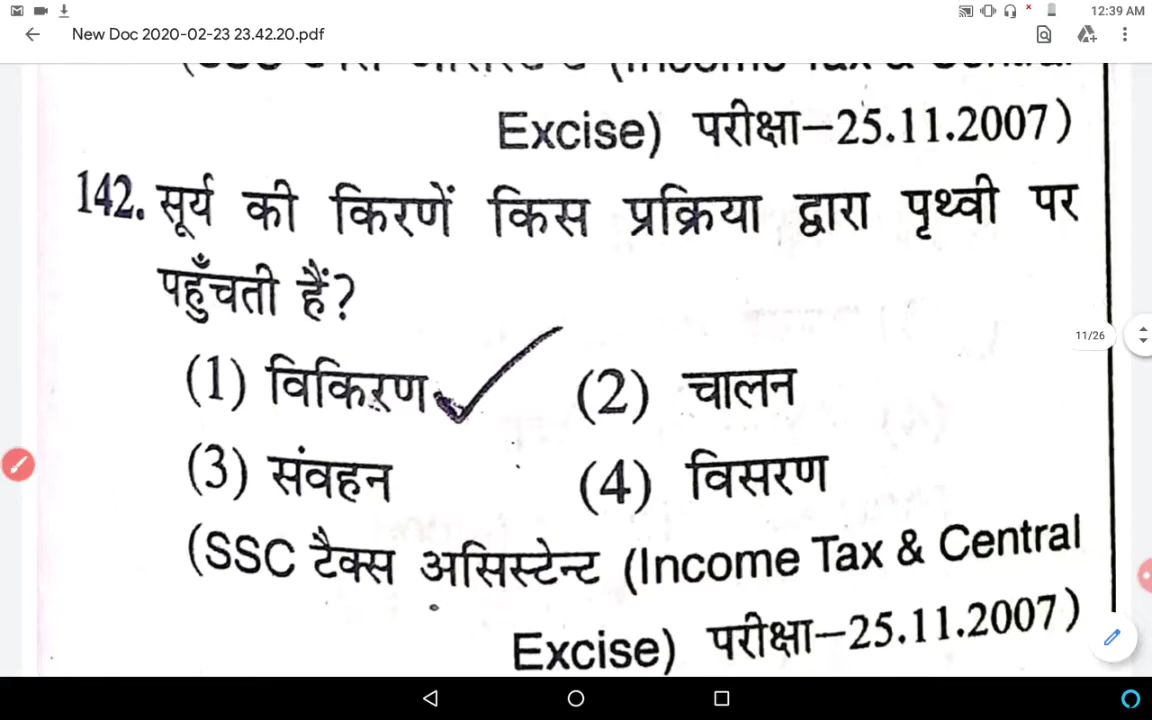 12:39 AM
New Doc 2020-02-23 23.42.20.pdf
Excise) परीक्षा–25.11.2007)
142. सूर्य की किरणें किस प्रक्रिया द्वारा पृथ्वी पर
पहुँचती हैं?
11/26
(1) विकिरण (2) चालन
(3) संवहन (4) विसरण
(SSC टैक्स असिस्टेन्ट (Income Tax & Central
Excise) परीक्षा–25.11.2007)